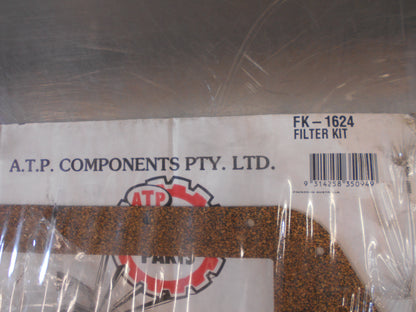 FK-1624
FILTER KIT
A.T.P. COMPONENTS PTY. LTD.
9 314258 350949
ATP
PARTS